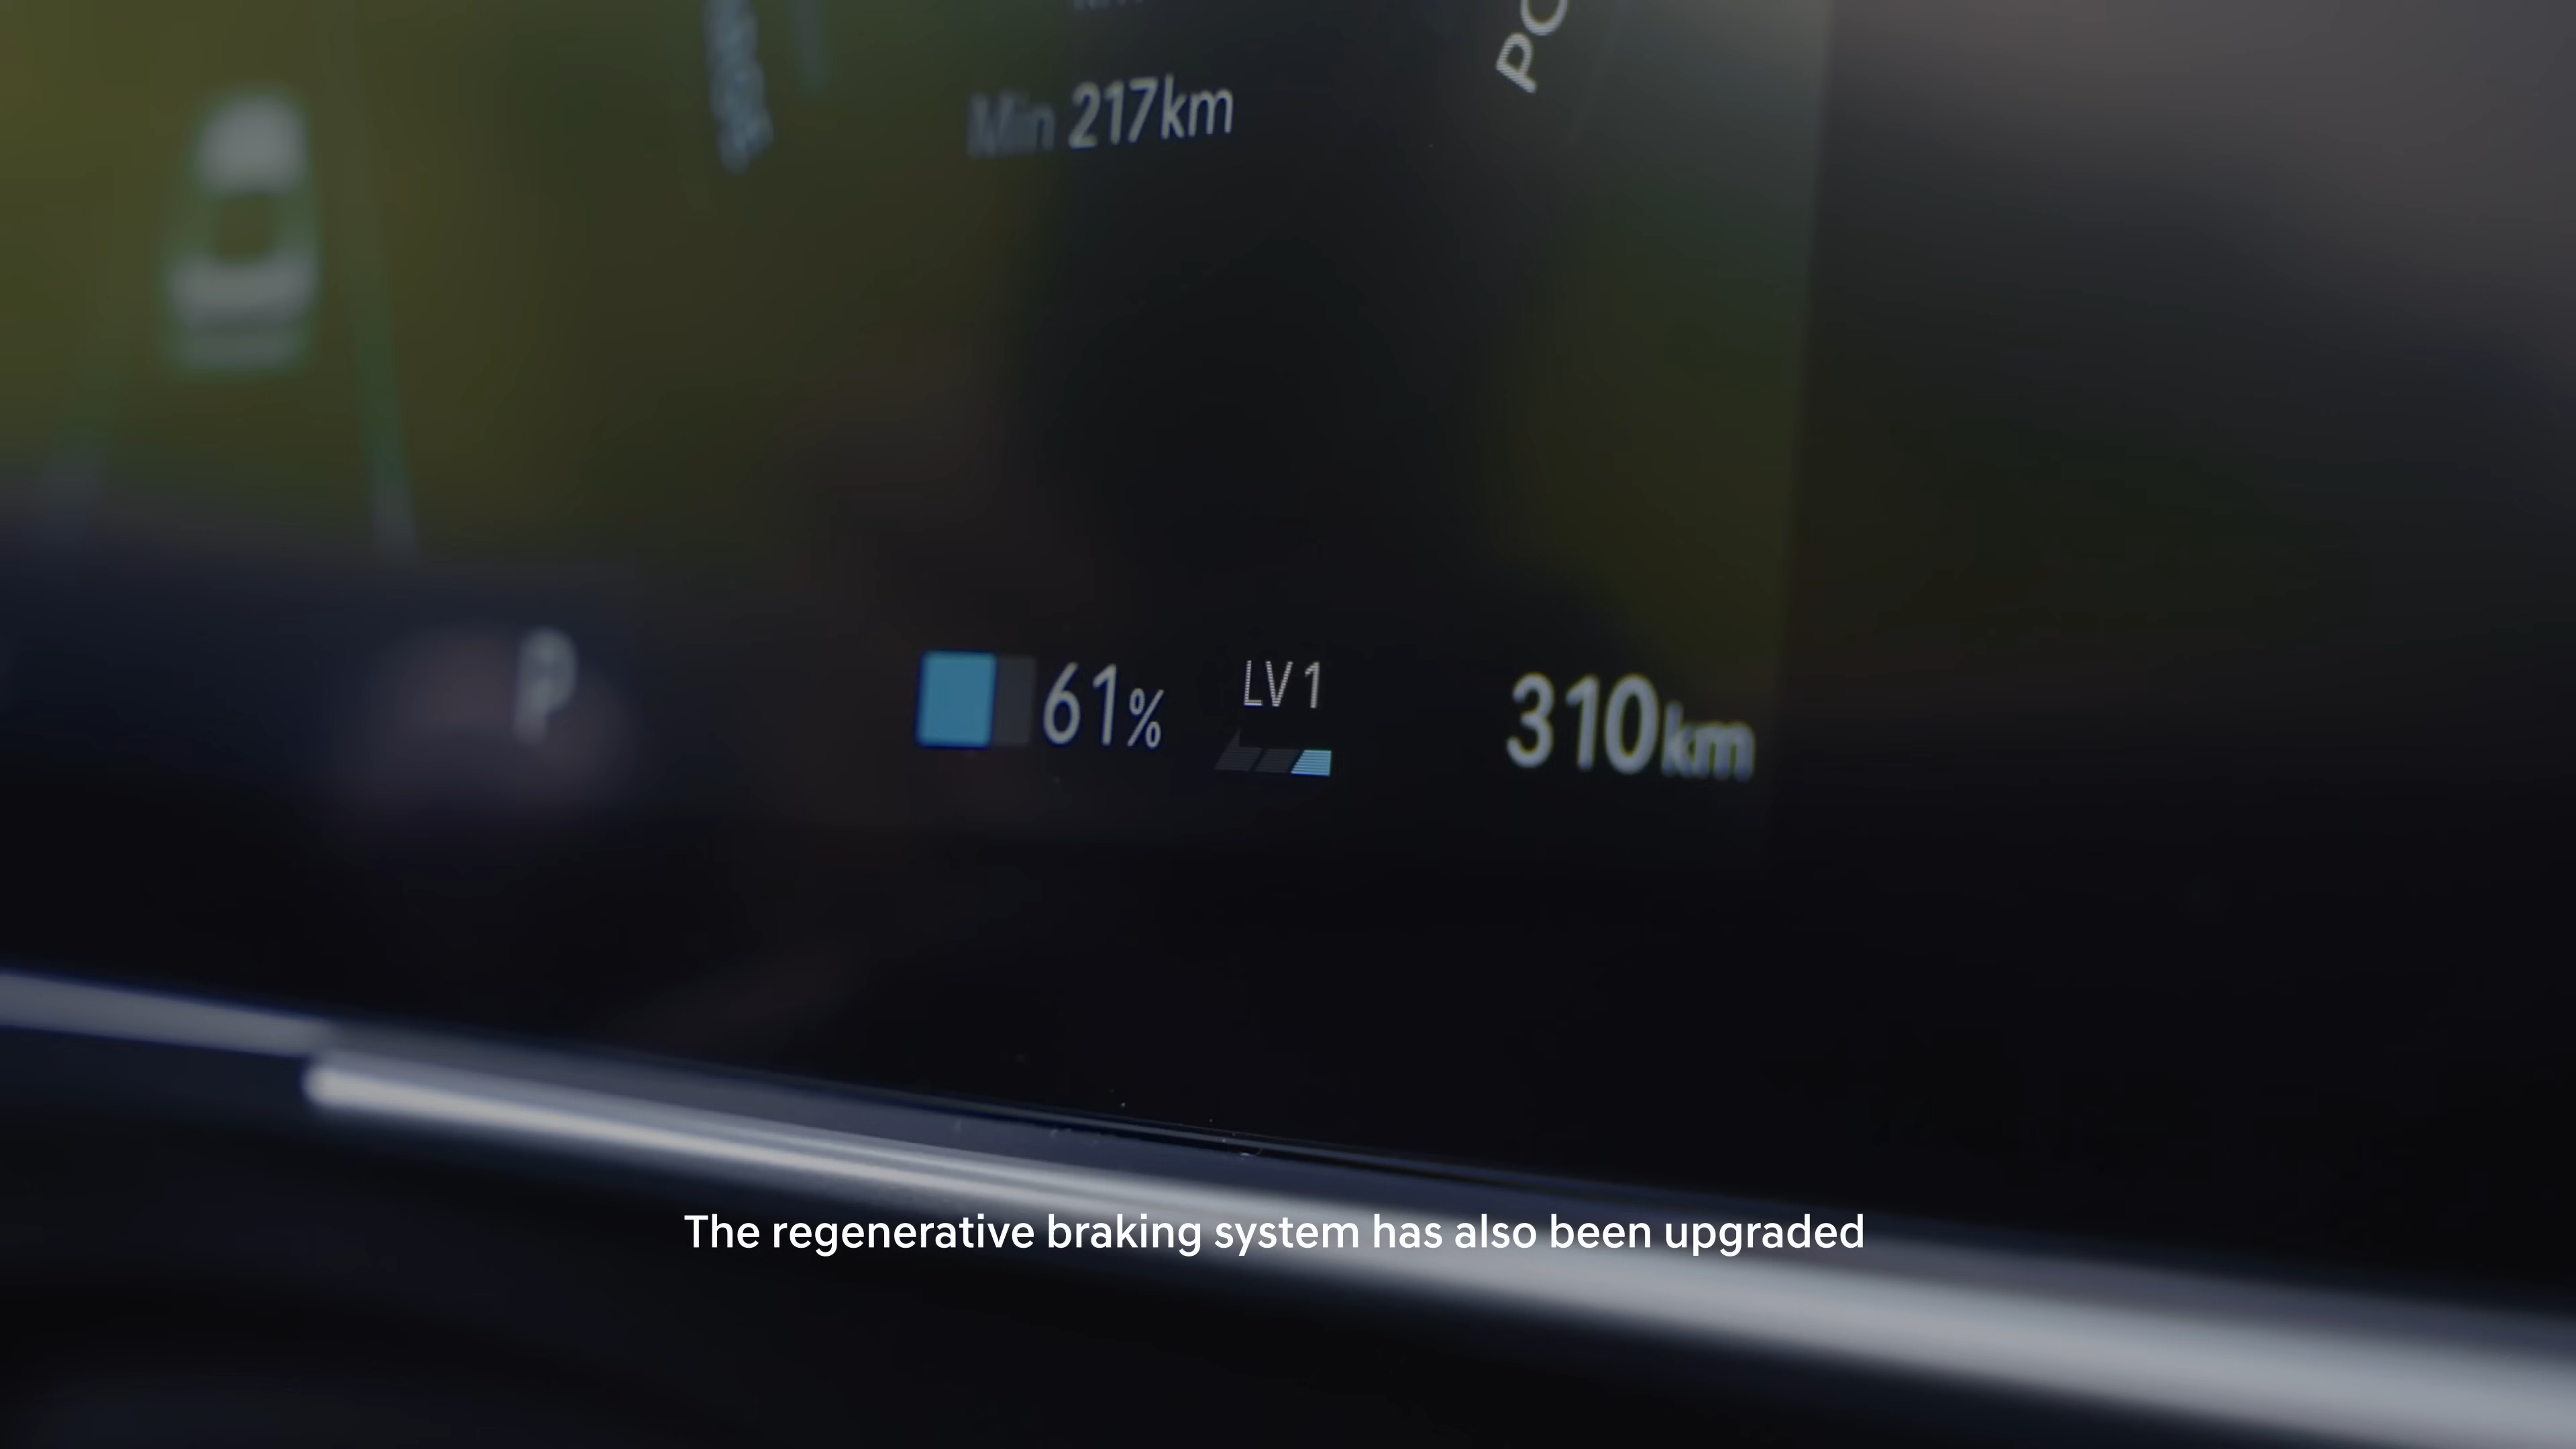 Min 217km
P
61%
LV 1
310km
The regenerative braking system has also been upgraded